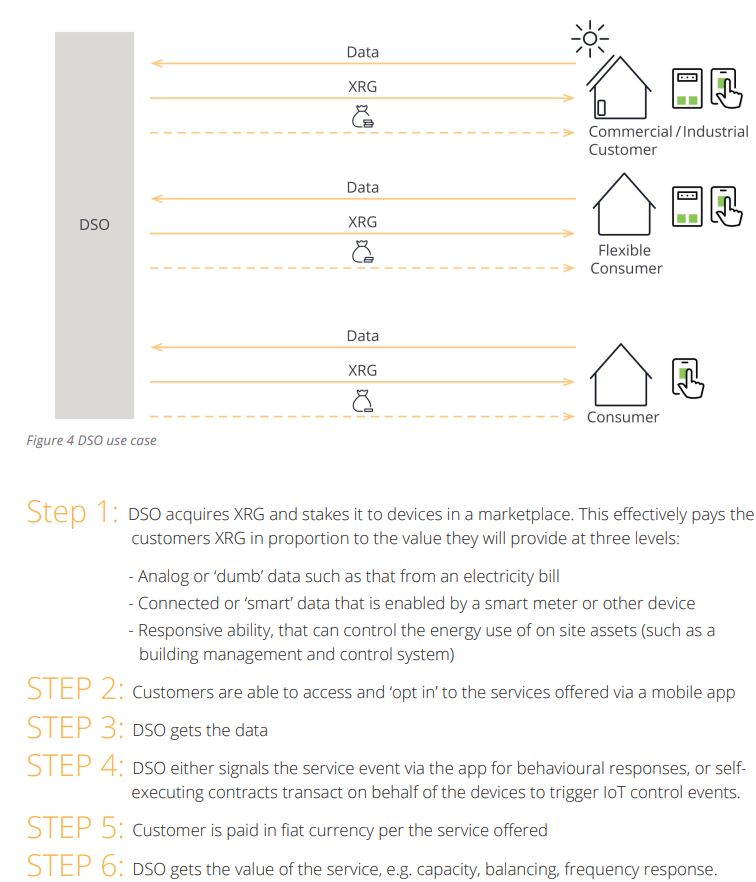 Data
XRG
Commercial / Industrial
Customer
DSO
Data
XRG
Flexible
Consumer
Data
XRG
Consumer
Figure 4 DSO use case
Step 1: DSO acquires XRG and stakes it to devices in a marketplace. This effectively pays the
customers XRG in proportion to the value they will provide at three levels:
- Analog or ‘dumb’ data such as that from an electricity bill
- Connected or ‘smart’ data that is enabled by a smart meter or other device
- Responsive ability, that can control the energy use of on site assets (such as a
building management and control system)
STEP 2: Customers are able to access and ‘opt in’ to the services offered via a mobile app
STEP 3: DSO gets the data
STEP 4: DSO either signals the service event via the app for behavioural responses, or self-
executing contracts transact on behalf of the devices to trigger IoT control events.
STEP 5: Customer is paid in fiat currency per the service offered
STEP 6: DSO gets the value of the service, e.g. capacity, balancing, frequency response.